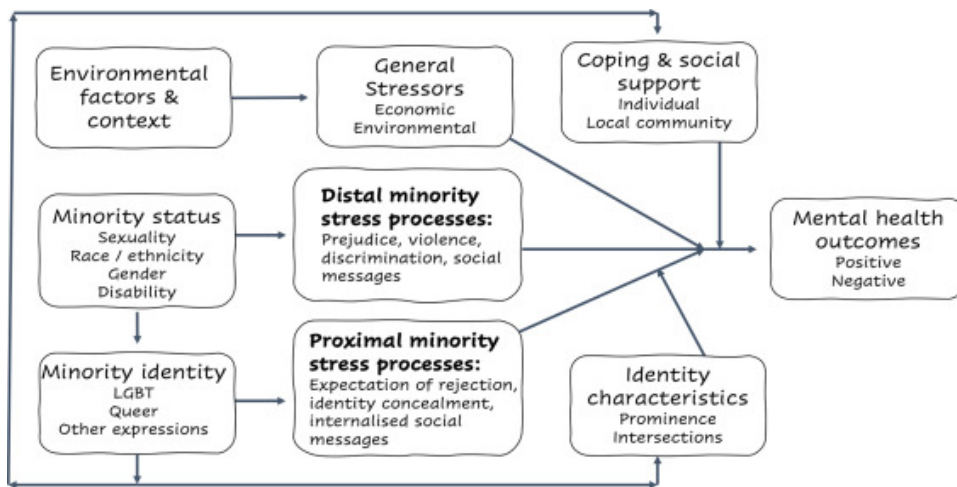 Environmental
factors &
context
General
Stressors
Economic
Environmental
Coping & social
support
Individual
Local community
Minority status
Sexuality
Race / ethnicity
Gender
Disability
Distal minority
stress processes:
Prejudice, violence,
discrimination, social
messages
Mental health
outcomes
Positive
Negative
Minority identity
LGBT
Queer
Other expressions
Proximal minority
stress processes:
Expectation of rejection,
identity concealment,
internalised social
messages
Identity
characteristics
Prominence
Intersections